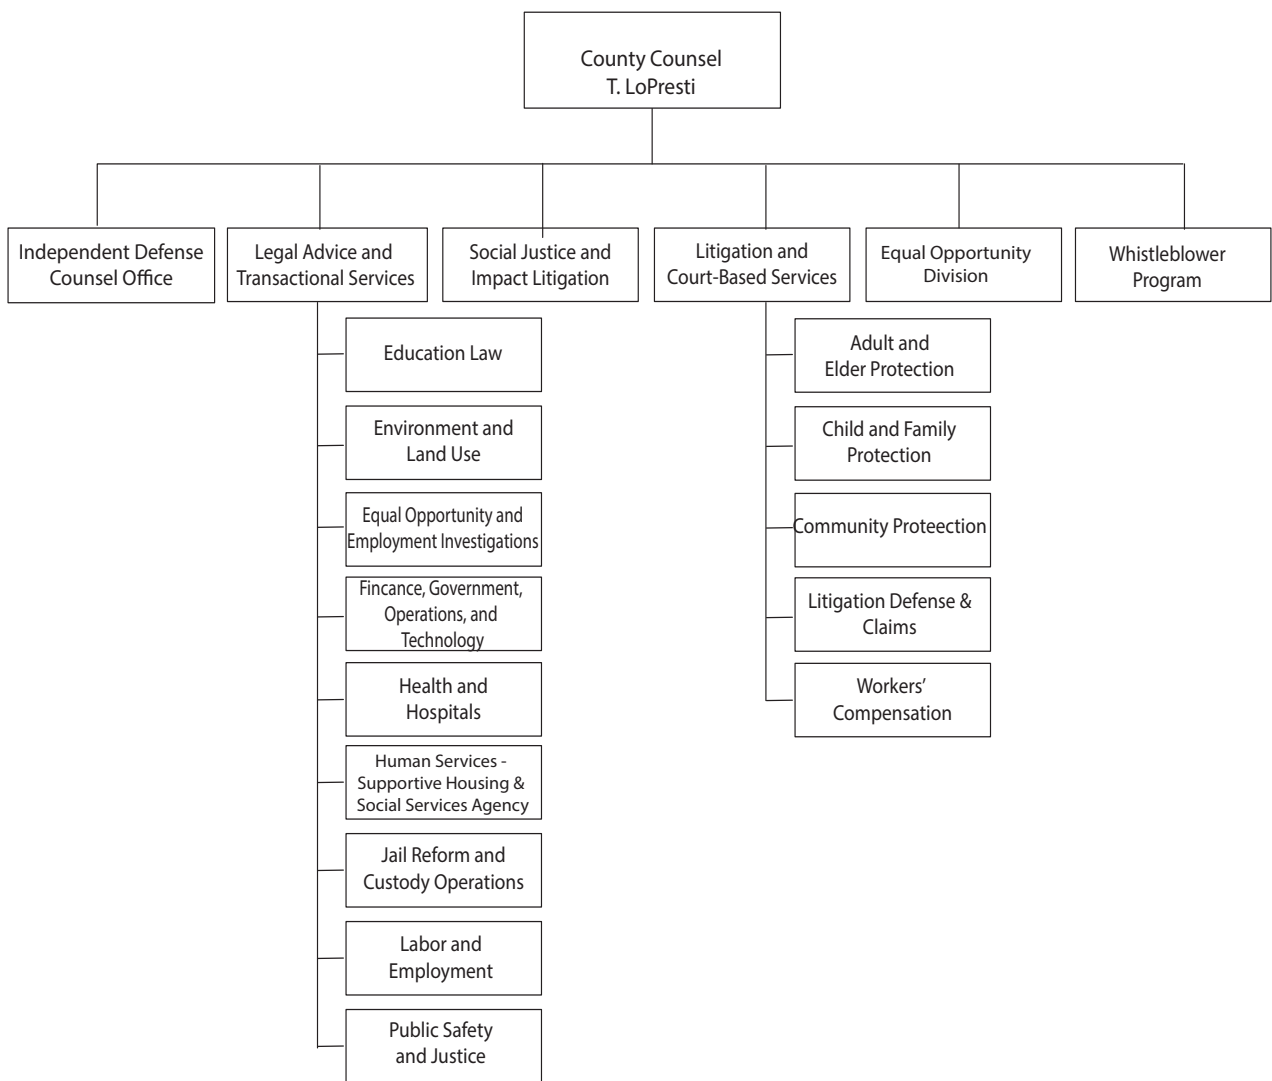 County Counsel
T. LoPresti
Independent Defense
Counsel Office
Legal Advice and
Transactional Services
Social Justice and
Impact Litigation
Litigation and
Court-Based Services
Equal Opportunity
Division
Whistleblower
Program
Education Law
Environment and
Land Use
Equal Opportunity and
Employment Investigations
Fincance, Government,
Operations, and
Technology
Health and
Hospitals
Human Services -
Supportive Housing &
Social Services Agency
Jail Reform and
Custody Operations
Labor and
Employment
Public Safety
and Justice
Adult and
Elder Protection
Child and Family
Protection
Community Proteection
Litigation Defense &
Claims
Workers'
Compensation